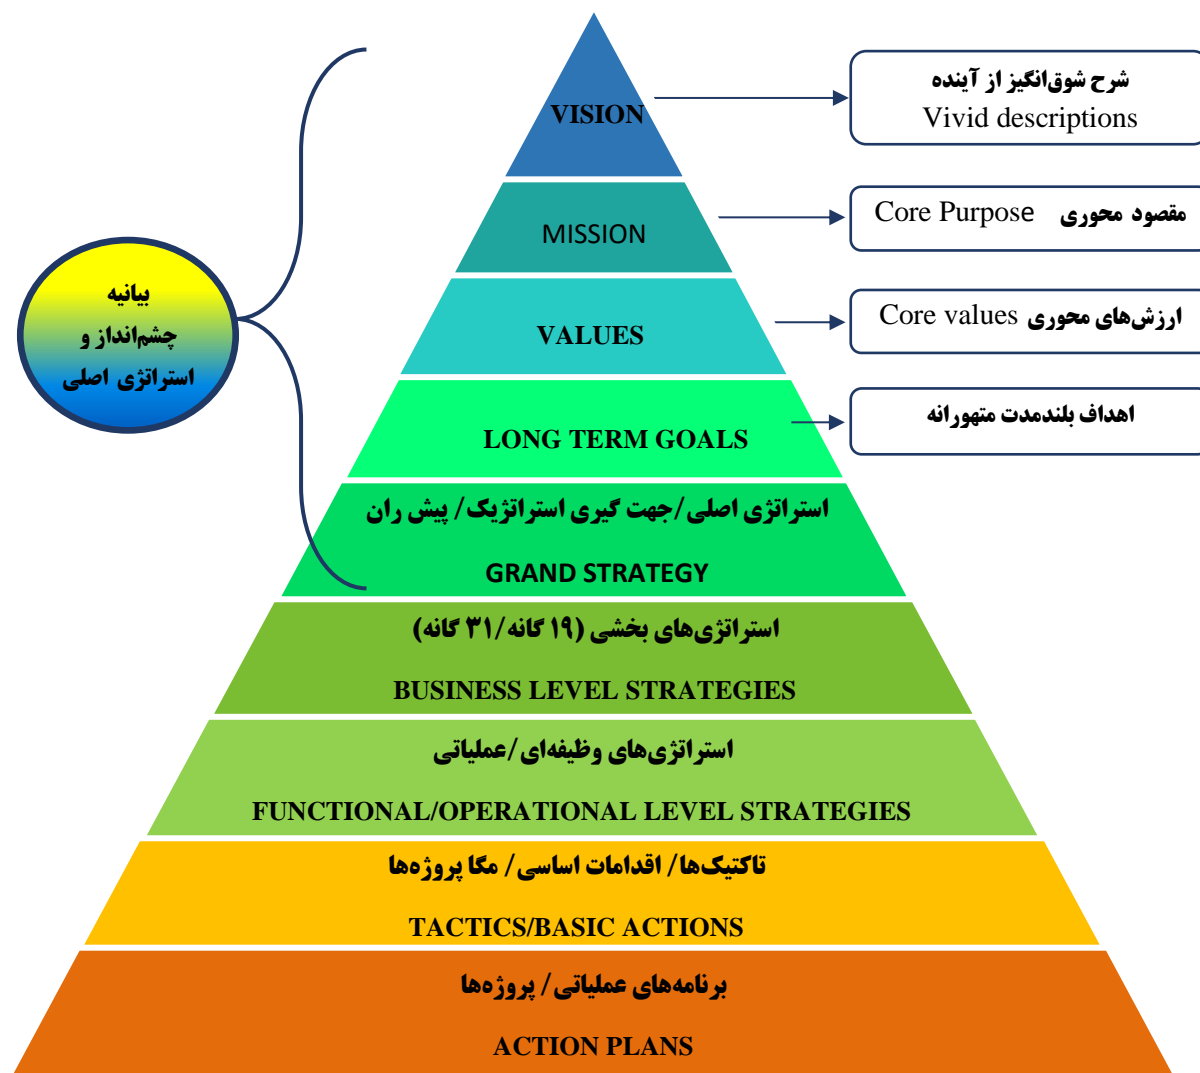 VISION
شرح شوق‌انگیز از آینده
Vivid descriptions
MISSION
مقصود محوری Core Purpose
VALUES
ارزش‌های محوری Core values
بیانیه
چشم‌انداز و
استراتژی اصلی
LONG TERM GOALS
اهداف بلندمدت متهورانه
استراتژی اصلی/جهت گیری استراتژیک/ پیش ران
GRAND STRATEGY
استراتژی‌های بخشی (۱۹ گانه/۳۱ گانه)
BUSINESS LEVEL STRATEGIES
استراتژی‌های وظیفه‌ای/عملیاتی
FUNCTIONAL/OPERATIONAL LEVEL STRATEGIES
تاکتیک‌ها/ اقدامات اساسی/ مگا پروژه‌ها
TACTICS/BASIC ACTIONS
برنامه‌های عملیاتی/ پروژه‌ها
ACTION PLANS